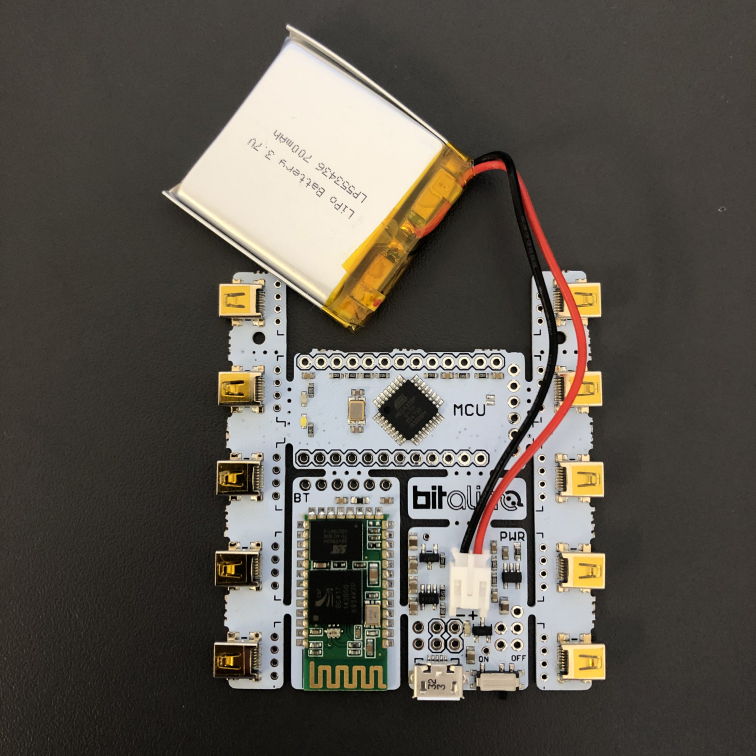 LiPo Battery 3.7V
LP553436 700mAh
MCU
BT
bitalino
PWR
- +
ON OFF